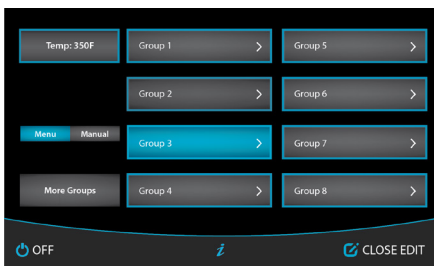 Temp: 350F
Group 1
Group 5
Group 2
Group 6
Menu Manual
Group 3
Group 7
More Groups
Group 4
Group 8
OFF
i
CLOSE EDIT